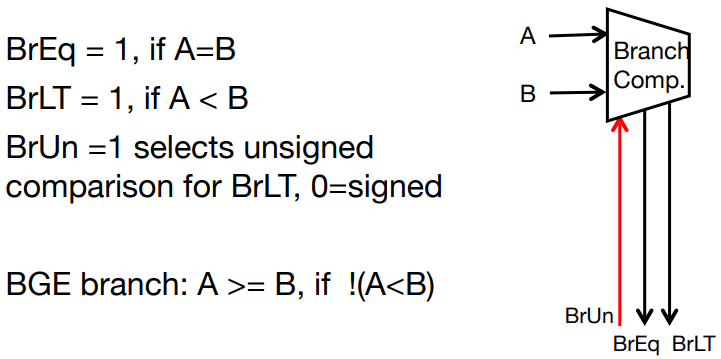 BrEq = 1, if A=B
BrLT = 1, if A < B
BrUn =1 selects unsigned
comparison for BrLT, 0=signed
BGE branch: A >= B, if !(A<B)
A
B
Branch
Comp.
BrUn
BrEq BrLT